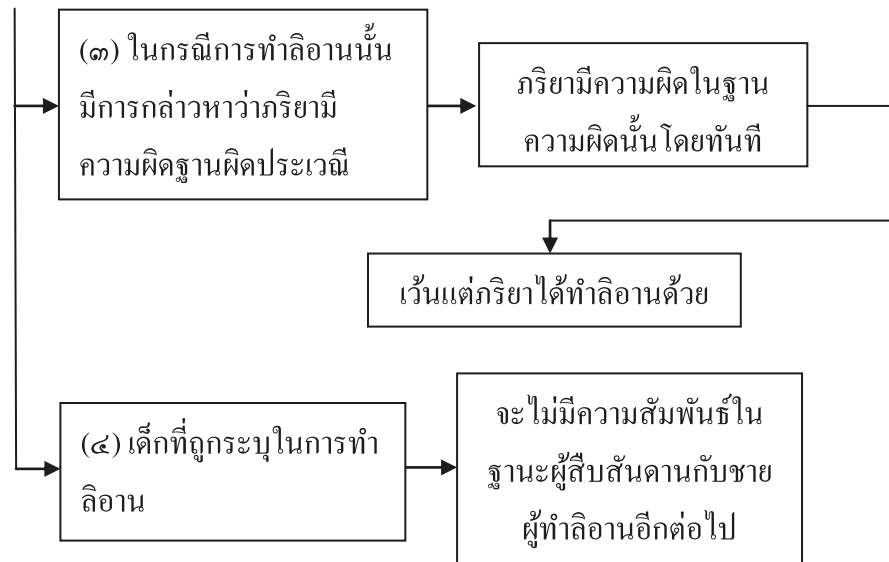 (๓) ในกรณีการทำลิอานนั้น
มีการกล่าวหาว่าภริยามี
ความผิดฐานผิดประเวณี
ภริยามีความผิดในฐาน
ความผิดนั้นโดยทันที
เว้นแต่ภริยาได้ทำลิอานด้วย
(๔) เด็กที่ถูกระบุในการทำ
ลิอาน
จะไม่มีความสัมพันธ์ใน
ฐานะผู้สืบสันดานกับชาย
ผู้ทำลิอานอีกต่อไป